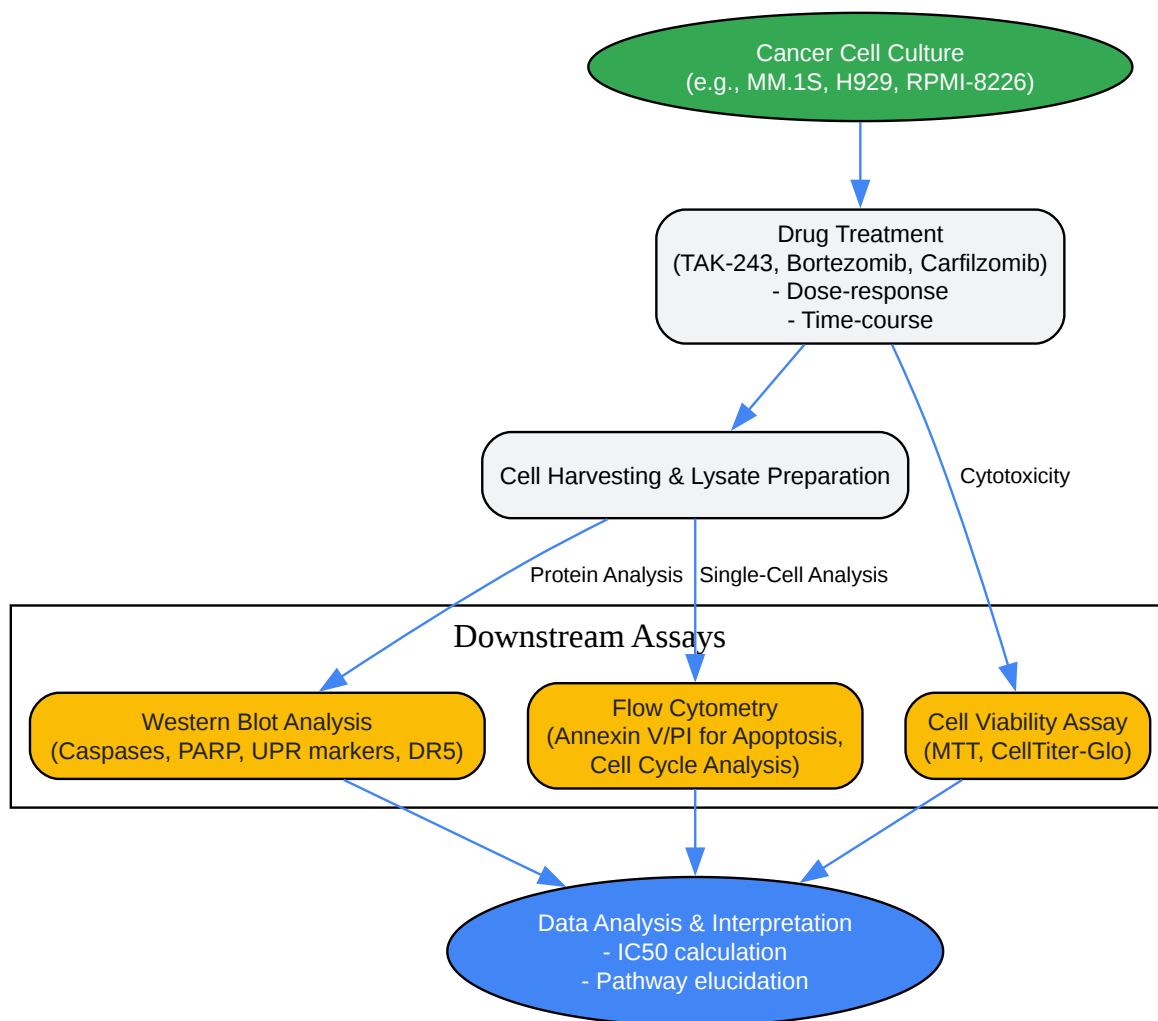 Cancer Cell Culture
(e.g., MM.1S, H929, RPMI-8226)
Drug Treatment
(TAK-243, Bortezomib, Carfilzomib)
- Dose-response
- Time-course
Cell Harvesting & Lysate Preparation
Cytotoxicity
Protein Analysis
Single-Cell Analysis
Downstream Assays
Western Blot Analysis
(Caspases, PARP, UPR markers, DR5)
Flow Cytometry
(Annexin V/PI for Apoptosis,
Cell Cycle Analysis)
Cell Viability Assay
(MTT, CellTiter-Glo)
Data Analysis & Interpretation
- IC50 calculation
- Pathway elucidation